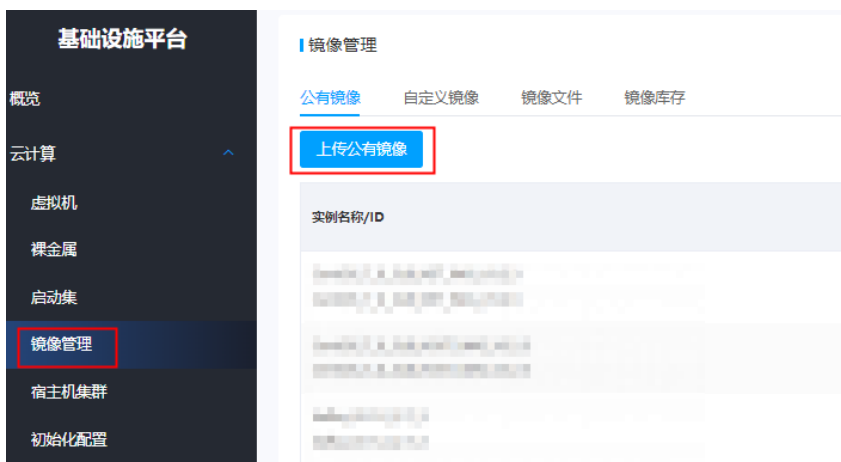 基础设施平台
概览
云计算
虚拟机
裸金属
启动集
镜像管理
宿主机集群
初始化配置
镜像管理
公有镜像 自定义镜像 镜像文件 镜像库存
上传公有镜像
实例名称/ID